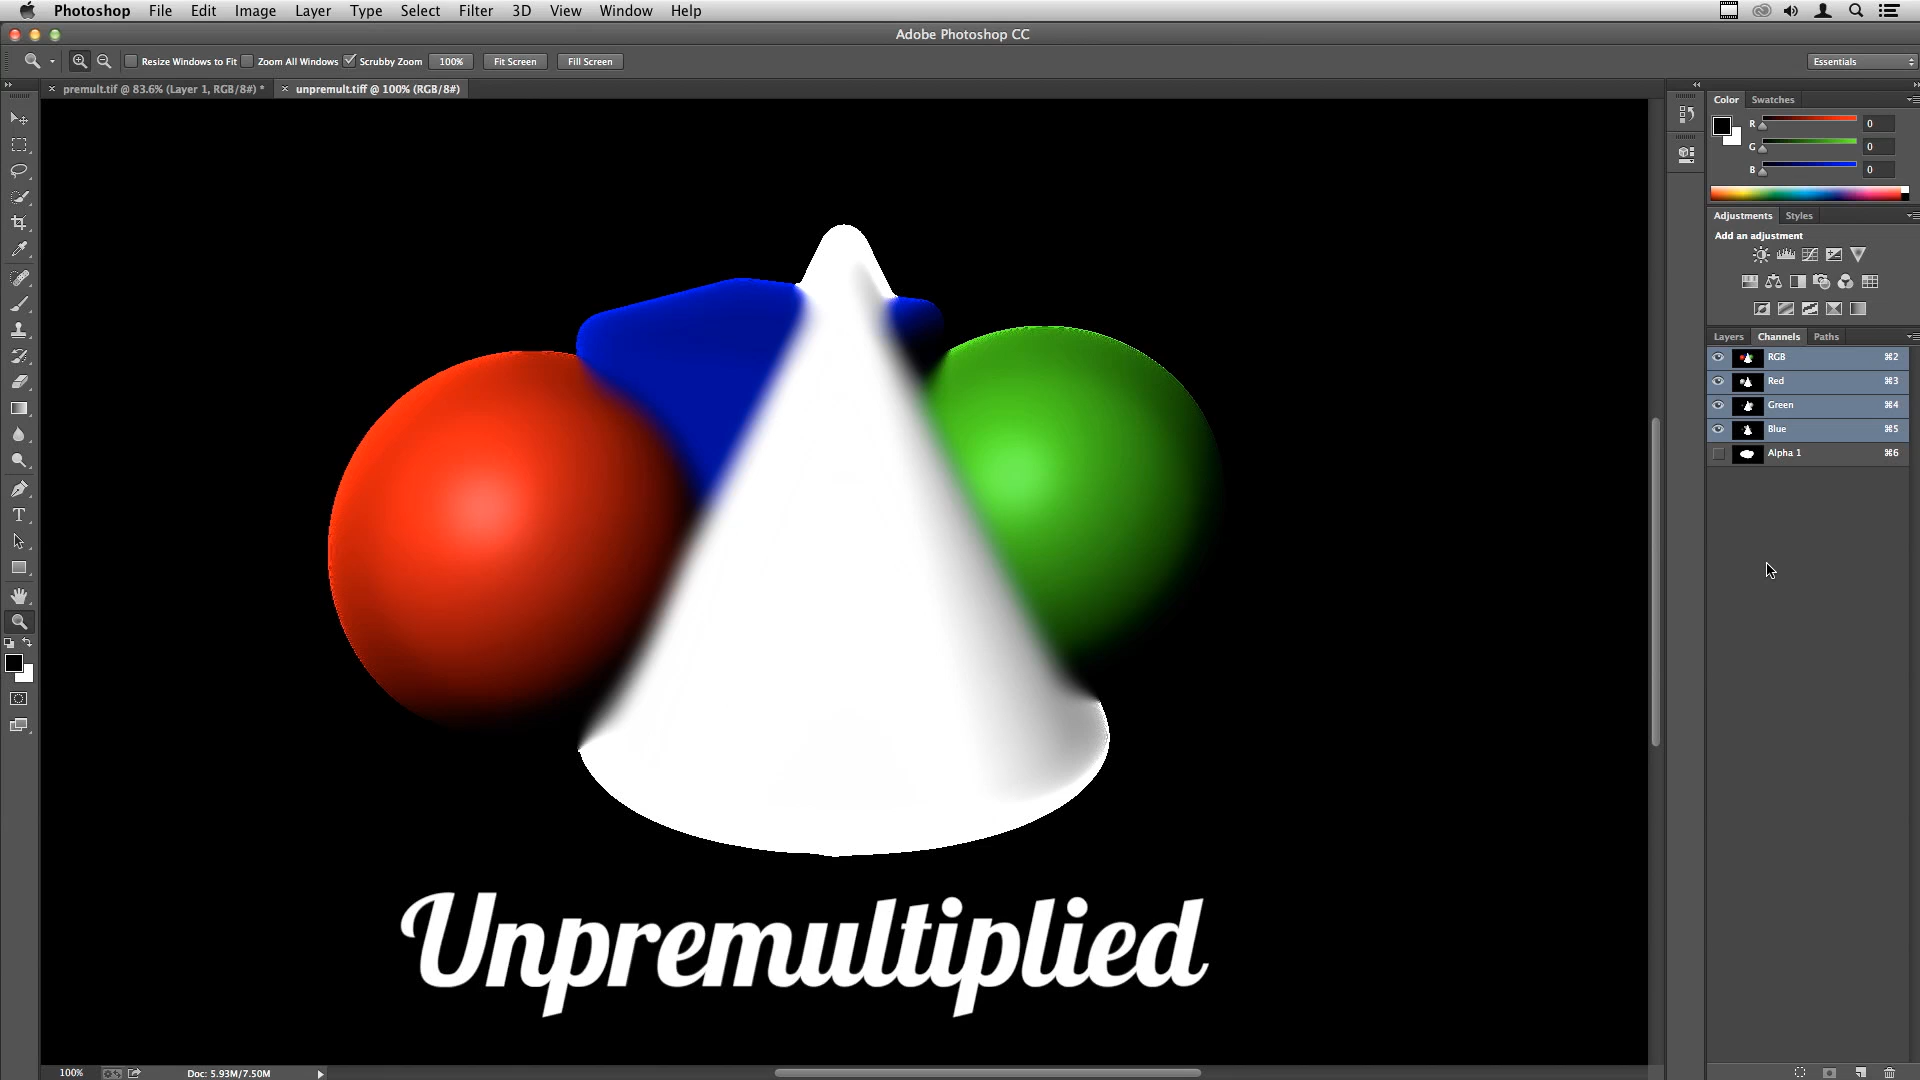 Photoshop File Edit Image Layer Type Select Filter 3D View Window Help
Adobe Photoshop CC
Resize Windows to Fit Zoom All Windows Scrubby Zoom 100% Fit Screen Fill Screen Essentials
premult.tif @ 83.6% (Layer 1, RGB/8#) * unpremult.tiff @ 100% (RGB/8#)
Color Swatches
R 0
G 0
B 0
Adjustments Styles
Add an adjustment
Layers Channels Paths
RGB ⌘2
Red ⌘3
Green ⌘4
Blue ⌘5
Alpha 1 ⌘6
Unpremultiplied
100% Doc: 5.93M/7.50M